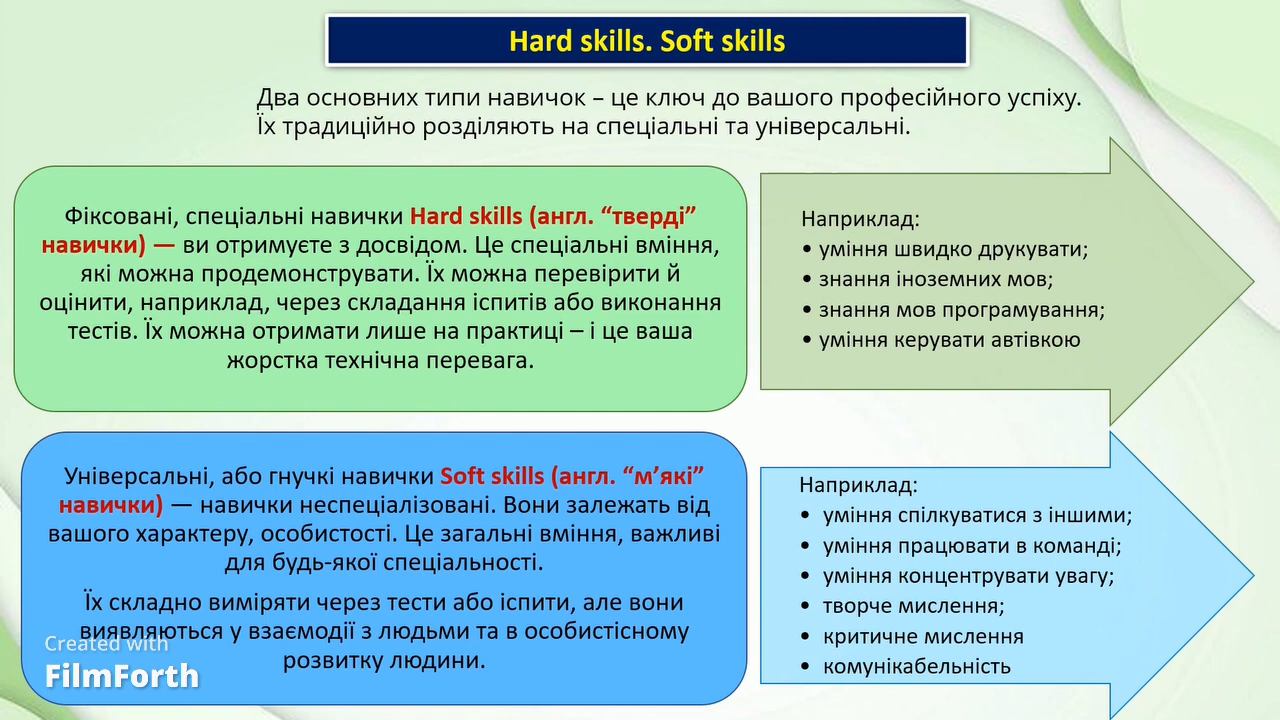 Hard skills. Soft skills
Два основних типи навичок – це ключ до вашого професійного успіху.
Їх традиційно розділяють на спеціальні та універсальні.
Фіксовані, спеціальні навички Hard skills (англ. “тверді”
навички) — ви отримуєте з досвідом. Це спеціальні вміння,
які можна продемонструвати. Їх можна перевірити й
оцінити, наприклад, через складання іспитів або виконання
тестів. Їх можна отримати лише на практиці – і це ваша
жорстка технічна перевага.
Наприклад:
• уміння швидко друкувати;
• знання іноземних мов;
• знання мов програмування;
• уміння керувати автівкою
Універсальні, або гнучкі навички Soft skills (англ. “м’які”
навички) — навички неспеціалізовані. Вони залежать від
вашого характеру, особистості. Це загальні вміння, важливі
для будь-якої спеціальності.
Їх складно виміряти через тести або іспити, але вони
виявляються у взаємодії з людьми та в особистісному
розвитку людини.
Наприклад:
• уміння спілкуватися з іншими;
• уміння працювати в команді;
• уміння концентрувати увагу;
• творче мислення;
• критичне мислення
• комунікабельність
Created with
FilmForth